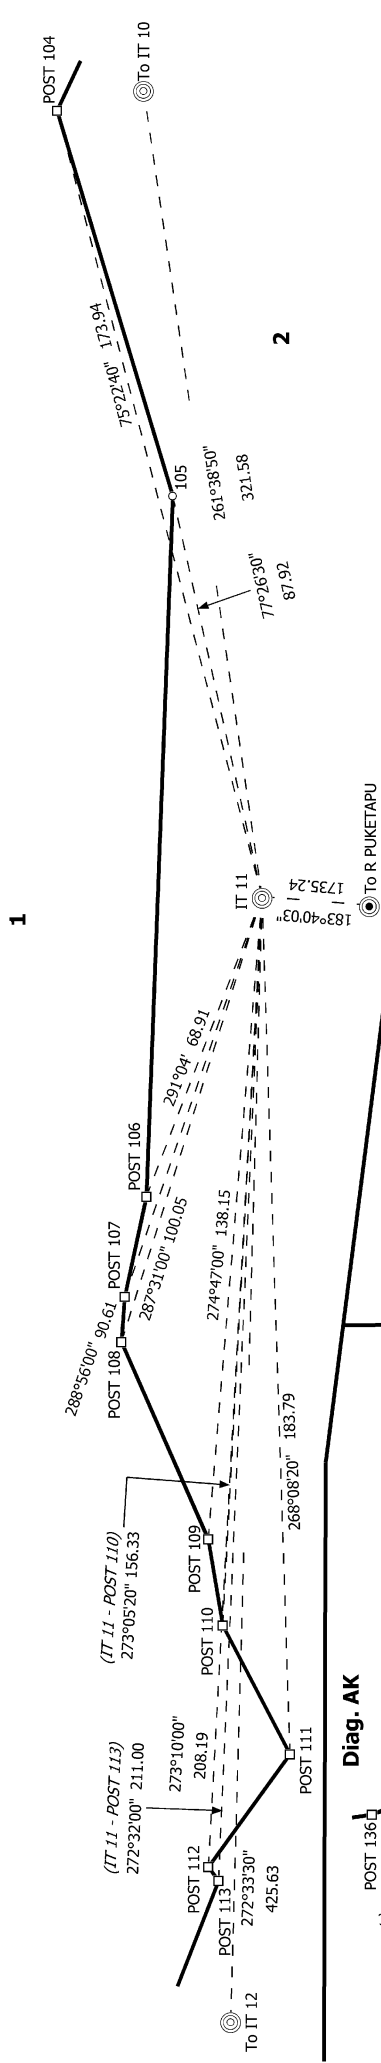 POST 104
To IT 10
75°22'40" 173.94
2
105
261°38'50"
321.58
77°26'30"
87.92
1
IT 11
183°40'03" 1735.24
To R PUKETAPU
291°04' 68.91
POST 106
POST 107
287°31'00" 100.05
288°56'00" 90.61
POST 108
274°47'00" 138.15
268°08'20" 183.79
(IT 11 - POST 110)
273°05'20" 156.33
POST 109
POST 110
POST 111
(IT 11 - POST 113)
272°32'00" 211.00
273°10'00"
208.19
POST 112
POST 113
272°33'30"
425.63
To IT 12
Diag. AK
POST 136